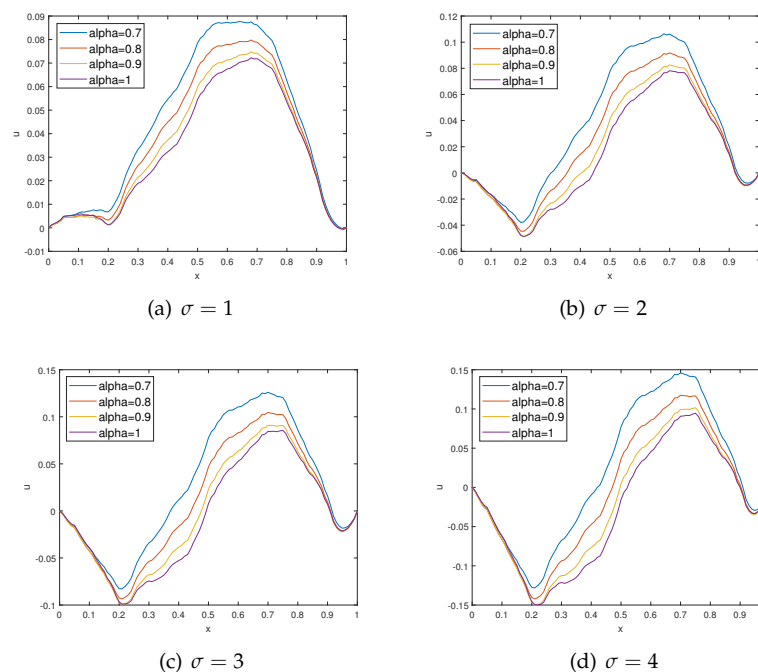 0.09
0.08
0.07
0.06
0.05
0.04
0.03
0.02
0.01
0
-0.01
u
alpha=0.7
alpha=0.8
alpha=0.9
alpha=1
0 0.1 0.2 0.3 0.4 0.5 0.6 0.7 0.8 0.9 1
x
(a) σ = 1
0.12
0.1
0.08
0.06
0.04
0.02
0
-0.02
-0.04
-0.06
u
alpha=0.7
alpha=0.8
alpha=0.9
alpha=1
0 0.1 0.2 0.3 0.4 0.5 0.6 0.7 0.8 0.9 1
x
(b) σ = 2
0.15
0.1
0.05
0
-0.05
-0.1
u
alpha=0.7
alpha=0.8
alpha=0.9
alpha=1
0 0.1 0.2 0.3 0.4 0.5 0.6 0.7 0.8 0.9 1
x
(c) σ = 3
0.15
0.1
0.05
0
-0.05
-0.1
-0.15
u
alpha=0.7
alpha=0.8
alpha=0.9
alpha=1
0 0.1 0.2 0.3 0.4 0.5 0.6 0.7 0.8 0.9
x
(d) σ = 4